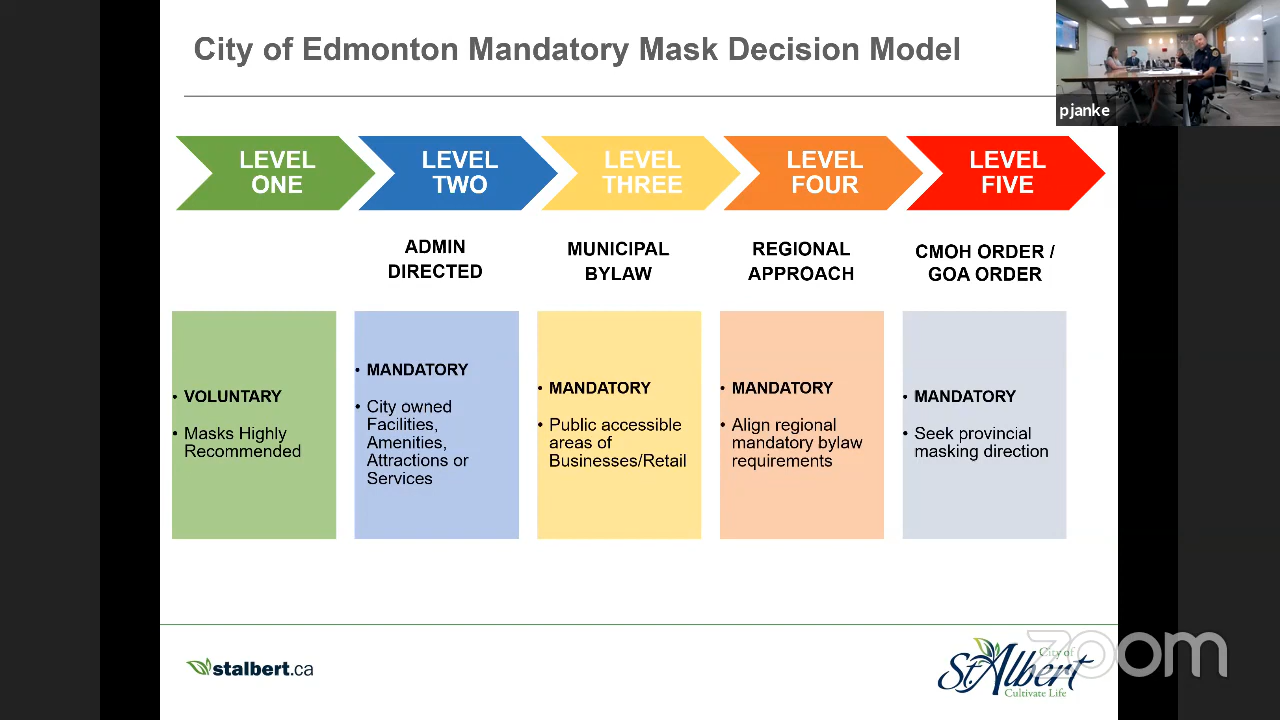 City of Edmonton Mandatory Mask Decision Model
pjanke
LEVEL
ONE
LEVEL
TWO
LEVEL
THREE
LEVEL
FOUR
LEVEL
FIVE
ADMIN
DIRECTED
MUNICIPAL
BYLAW
REGIONAL
APPROACH
CMOH ORDER /
GOA ORDER
• VOLUNTARY
• Masks Highly
Recommended
• MANDATORY
• City owned
Facilities,
Amenities,
Attractions or
Services
• MANDATORY
• Public accessible
areas of
Businesses/Retail
• MANDATORY
• Align regional
mandatory bylaw
requirements
• MANDATORY
• Seek provincial
masking direction
stalbert.ca
City of
St. Albert
Cultivate Life
zoom